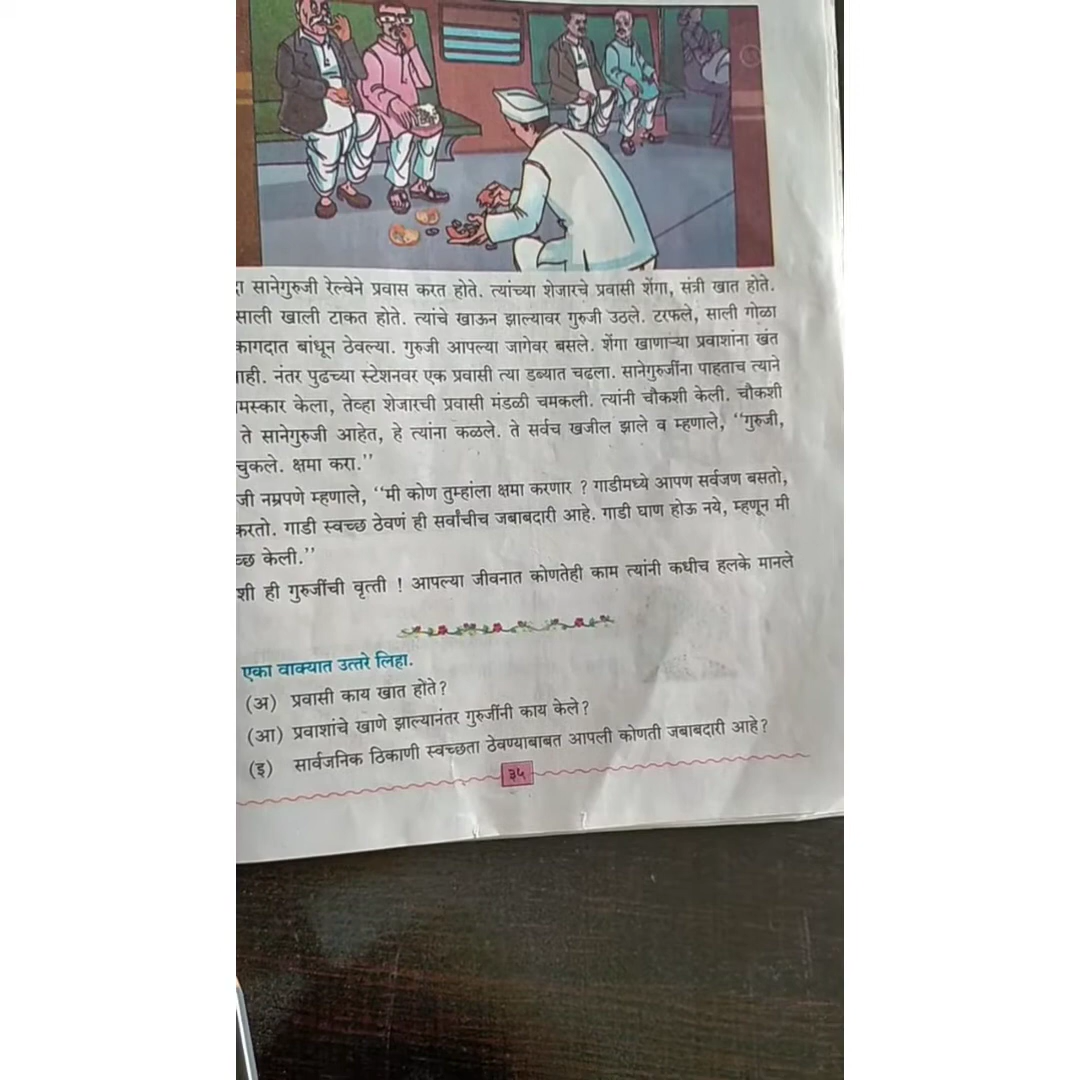 सानेगुरुजी रेल्वेने प्रवास करत होते. त्यांच्या शेजारचे प्रवासी शेंगा, संत्री खात होते.
साली खाली टाकत होते. त्यांचे खाऊन झाल्यावर गुरुजी उठले. टरफले, साली गोळा
कागदात बांधून ठेवल्या. गुरुजी आपल्या जागेवर बसले. शेंगा खाणाऱ्या प्रवाशांना खंत
नंतर पुढच्या स्टेशनवर एक प्रवासी त्या डब्यात चढला. सानेगुरुजींना पाहताच त्याने
केला, तेव्हा शेजारची प्रवासी मंडळी चमकली. त्यांनी चौकशी केली. चौकशी
ते सानेगुरुजी आहेत, हे त्यांना कळले. ते सर्वच खजील झाले व म्हणाले, ‘‘गुरुजी,
चुकले. क्षमा करा.’’
नम्रपणे म्हणाले, ‘‘मी कोण तुम्हांला क्षमा करणार ? गाडीमध्ये आपण सर्वजण बसतो,
करतो. गाडी स्वच्छ ठेवणं ही सर्वांचीच जबाबदारी आहे. गाडी घाण होऊ नये, म्हणून मी
केली.’’
ही गुरुजींची वृत्ती ! आपल्या जीवनात कोणतेही काम त्यांनी कधीच हलके मानले
एका वाक्यात उत्तरे लिहा.
(अ) प्रवासी काय खात होते?
(आ) प्रवाशांचे खाणे झाल्यानंतर गुरुजींनी काय केले?
(इ) सार्वजनिक ठिकाणी स्वच्छता ठेवण्याबाबत आपली कोणती जबाबदारी आहे?
३५